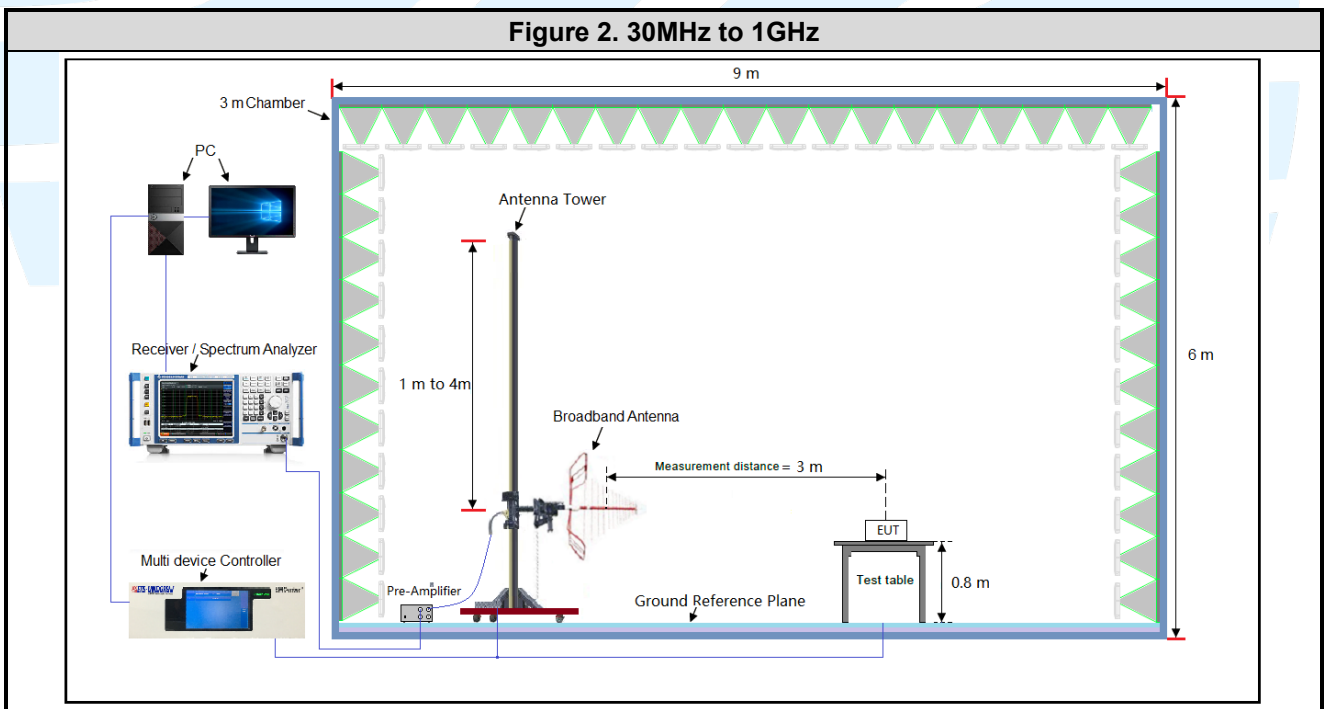 Figure 2. 30MHz to 1GHz
9 m
3 m Chamber
PC
Antenna Tower
Receiver / Spectrum Analyzer
6 m
1 m to 4m
Broadband Antenna
Measurement distance = 3 m
EUT
Multi device Controller
Test table
0.8 m
Pre-Amplifier
Ground Reference Plane